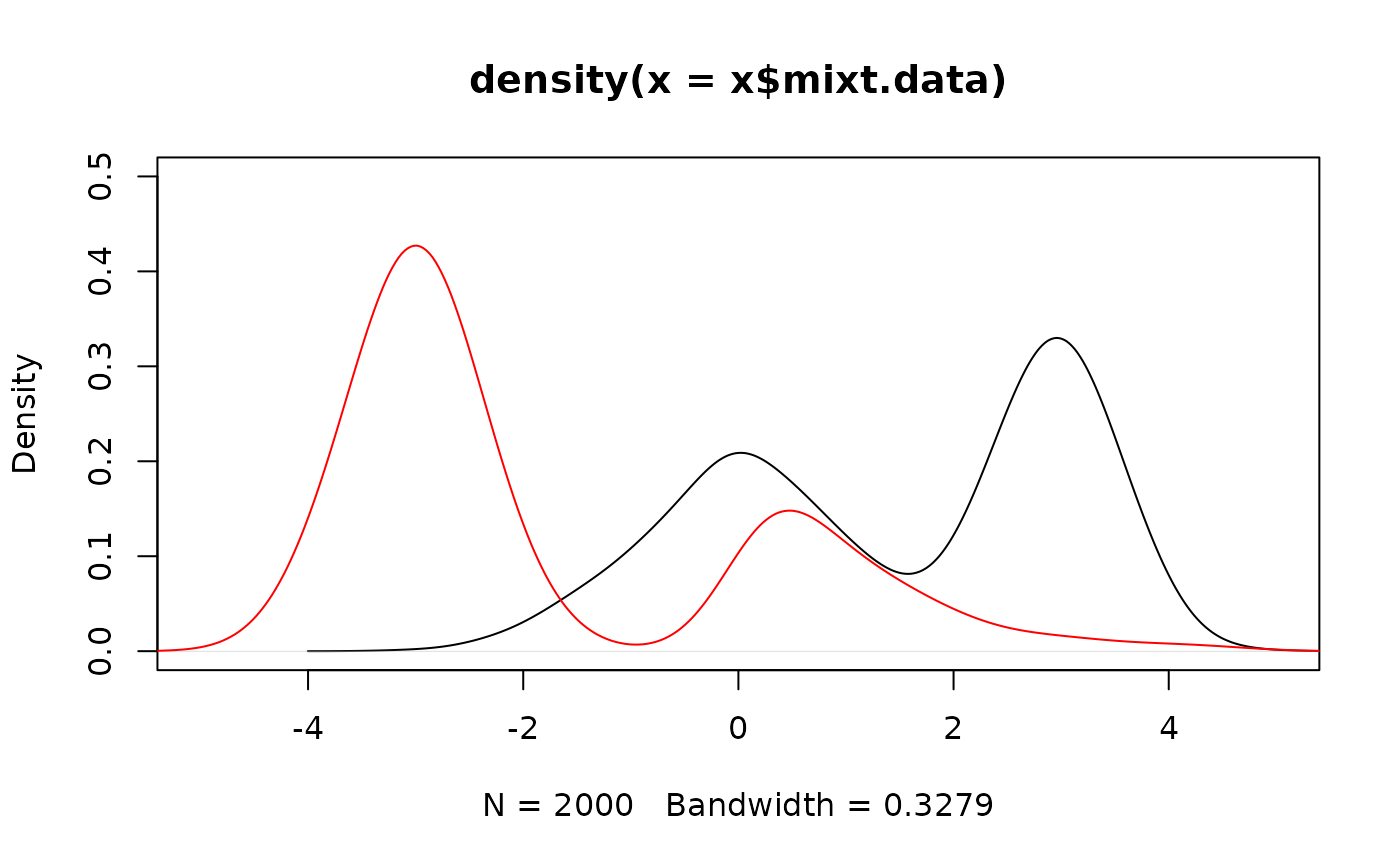 density(x = x$mixt.data)
Density
0.5
0.4
0.3
0.2
0.1
0.0
-4 -2 0 2 4
N = 2000 Bandwidth = 0.3279